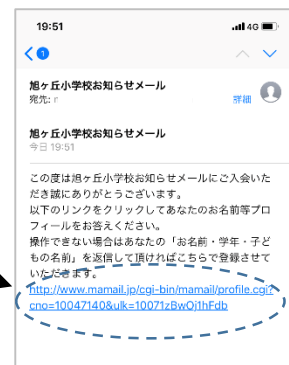 19:51
4G
1
旭ヶ丘小学校お知らせメール
宛先: r
詳細
旭ヶ丘小学校お知らせメール
今日 19:51
この度は旭ヶ丘小学校お知らせメールにご入会いた
だき誠にありがとうございます。
以下のリンクをクリックしてあなたのお名前等プロ
フィールをお答えください。
操作できない場合はあなたの「お名前・学年・子ど
もの名前」を返信して頂ければこちらで登録させて
いただきます。
http://www.mamail.jp/cgi-bin/mamail/profile.cgi?
cno=10047140&ulk=10071zBwOj1hFdb